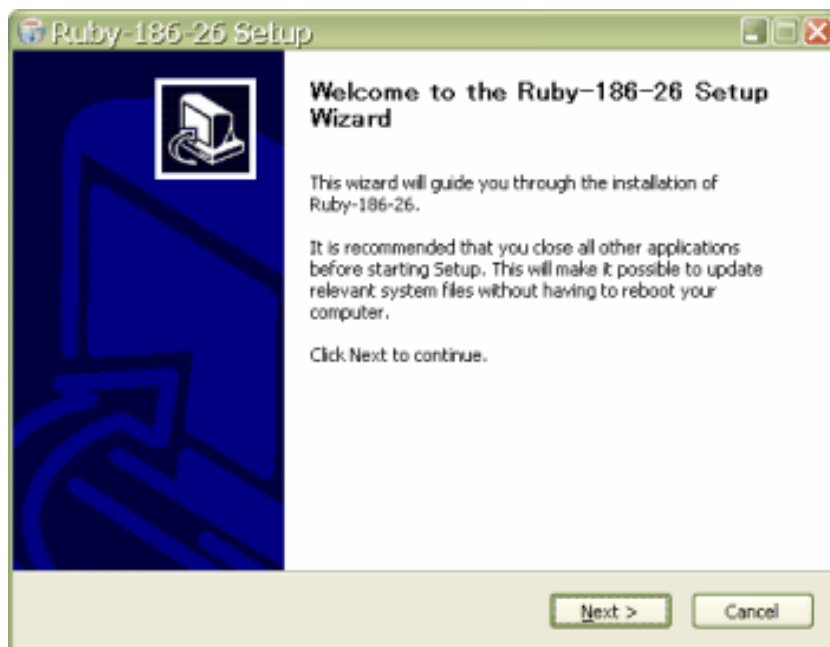 Ruby-186-26 Setup
Welcome to the Ruby-186-26 Setup
Wizard
This wizard will guide you through the installation of
Ruby-186-26.
It is recommended that you close all other applications
before starting Setup. This will make it possible to update
relevant system files without having to reboot your
computer.
Click Next to continue.
Next >
Cancel